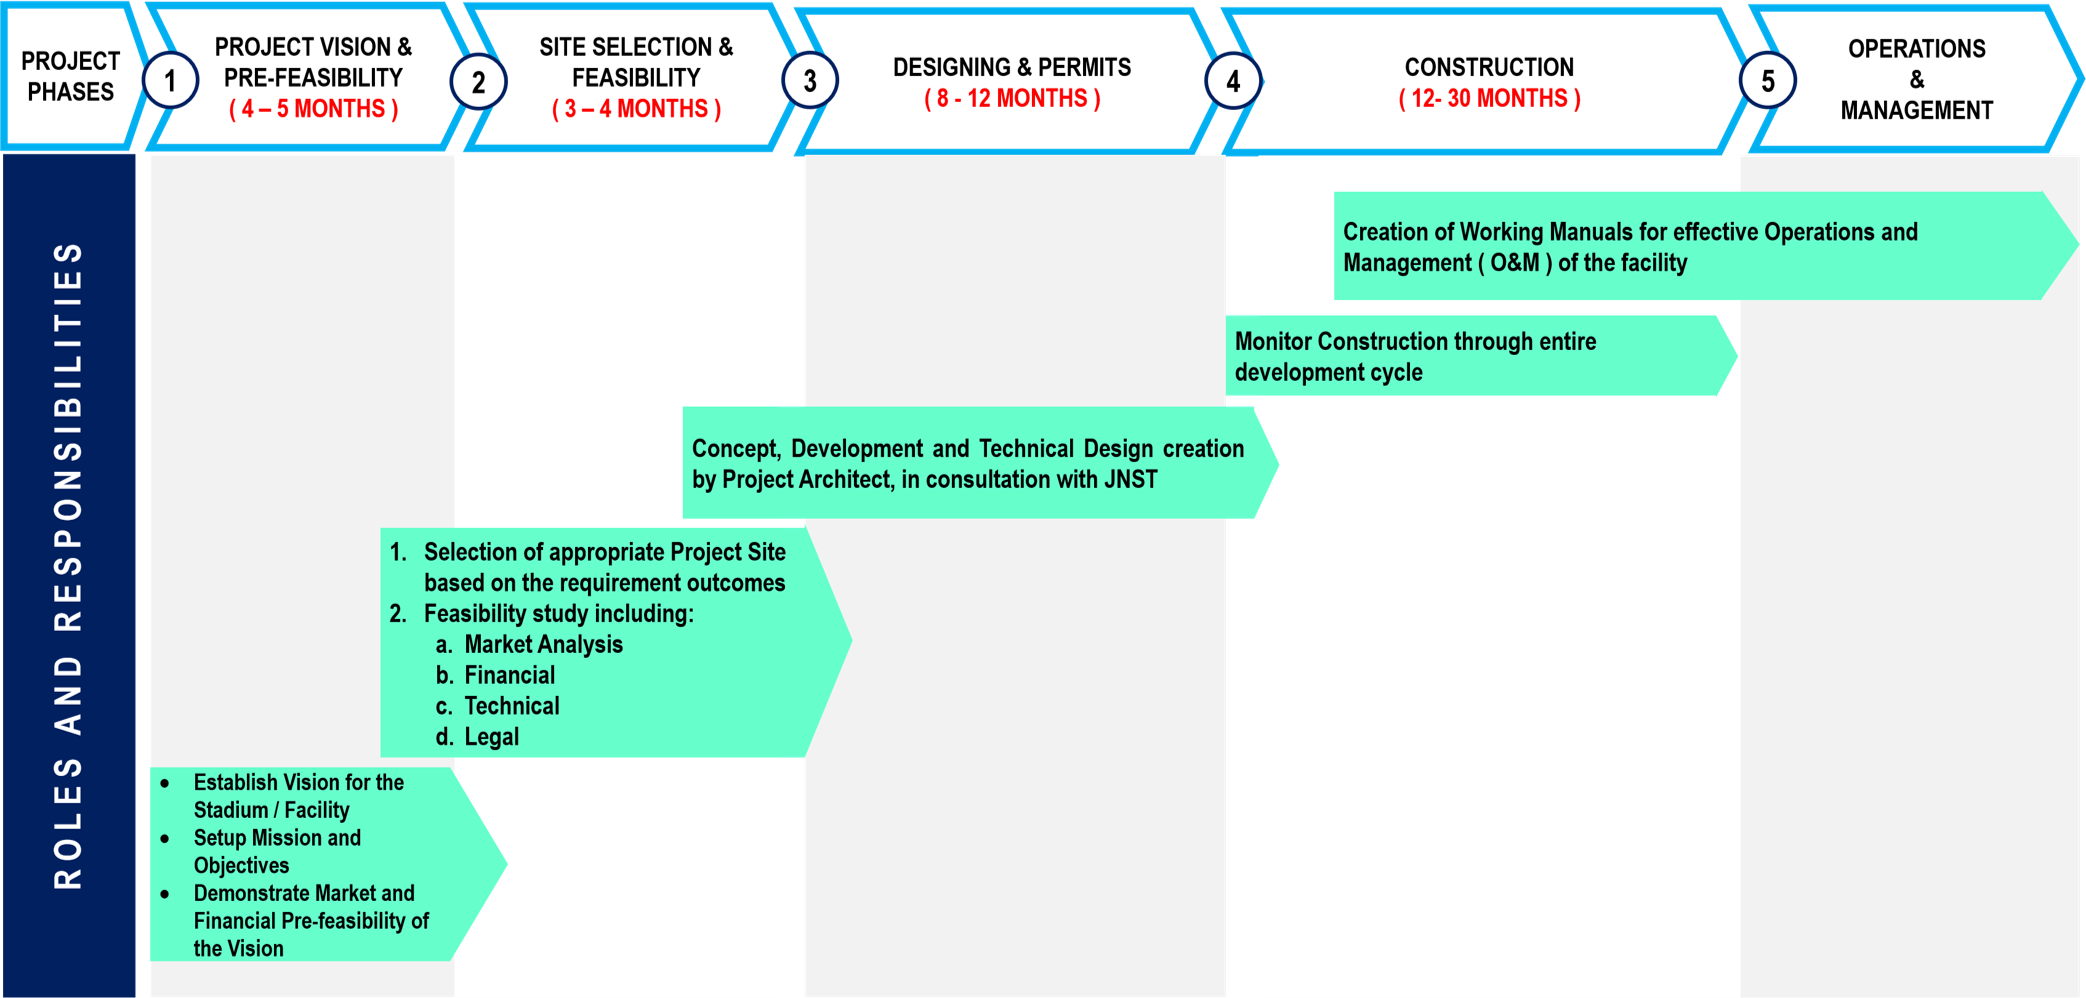 PROJECT
PHASES
1
PROJECT VISION &
PRE-FEASIBILITY
( 4 – 5 MONTHS )
2
SITE SELECTION &
FEASIBILITY
( 3 – 4 MONTHS )
3
DESIGNING & PERMITS
( 8 - 12 MONTHS )
4
CONSTRUCTION
( 12- 30 MONTHS )
5
OPERATIONS
&
MANAGEMENT
ROLES AND RESPONSIBILITIES
Creation of Working Manuals for effective Operations and
Management ( O&M ) of the facility
Monitor Construction through entire
development cycle
Concept, Development and Technical Design creation
by Project Architect, in consultation with JNST
1. Selection of appropriate Project Site
based on the requirement outcomes
2. Feasibility study including:
a. Market Analysis
b. Financial
c. Technical
d. Legal
• Establish Vision for the
Stadium / Facility
• Setup Mission and
Objectives
• Demonstrate Market and
Financial Pre-feasibility of
the Vision